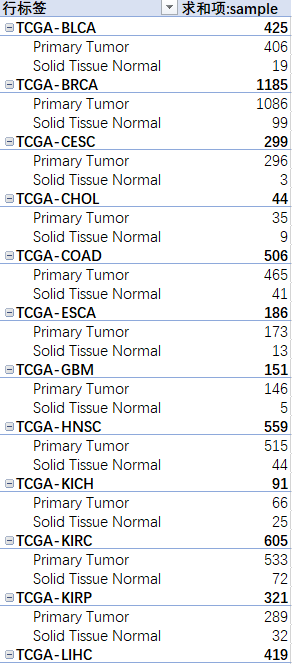 行标签 求和项:sample
TCGA-BLCA 425
Primary Tumor 406
Solid Tissue Normal 19
TCGA-BRCA 1185
Primary Tumor 1086
Solid Tissue Normal 99
TCGA-CESC 299
Primary Tumor 296
Solid Tissue Normal 3
TCGA-CHOL 44
Primary Tumor 35
Solid Tissue Normal 9
TCGA-COAD 506
Primary Tumor 465
Solid Tissue Normal 41
TCGA-ESCA 186
Primary Tumor 173
Solid Tissue Normal 13
TCGA-GBM 151
Primary Tumor 146
Solid Tissue Normal 5
TCGA-HNSC 559
Primary Tumor 515
Solid Tissue Normal 44
TCGA-KICH 91
Primary Tumor 66
Solid Tissue Normal 25
TCGA-KIRC 605
Primary Tumor 533
Solid Tissue Normal 72
TCGA-KIRP 321
Primary Tumor 289
Solid Tissue Normal 32
TCGA-LIHC 419